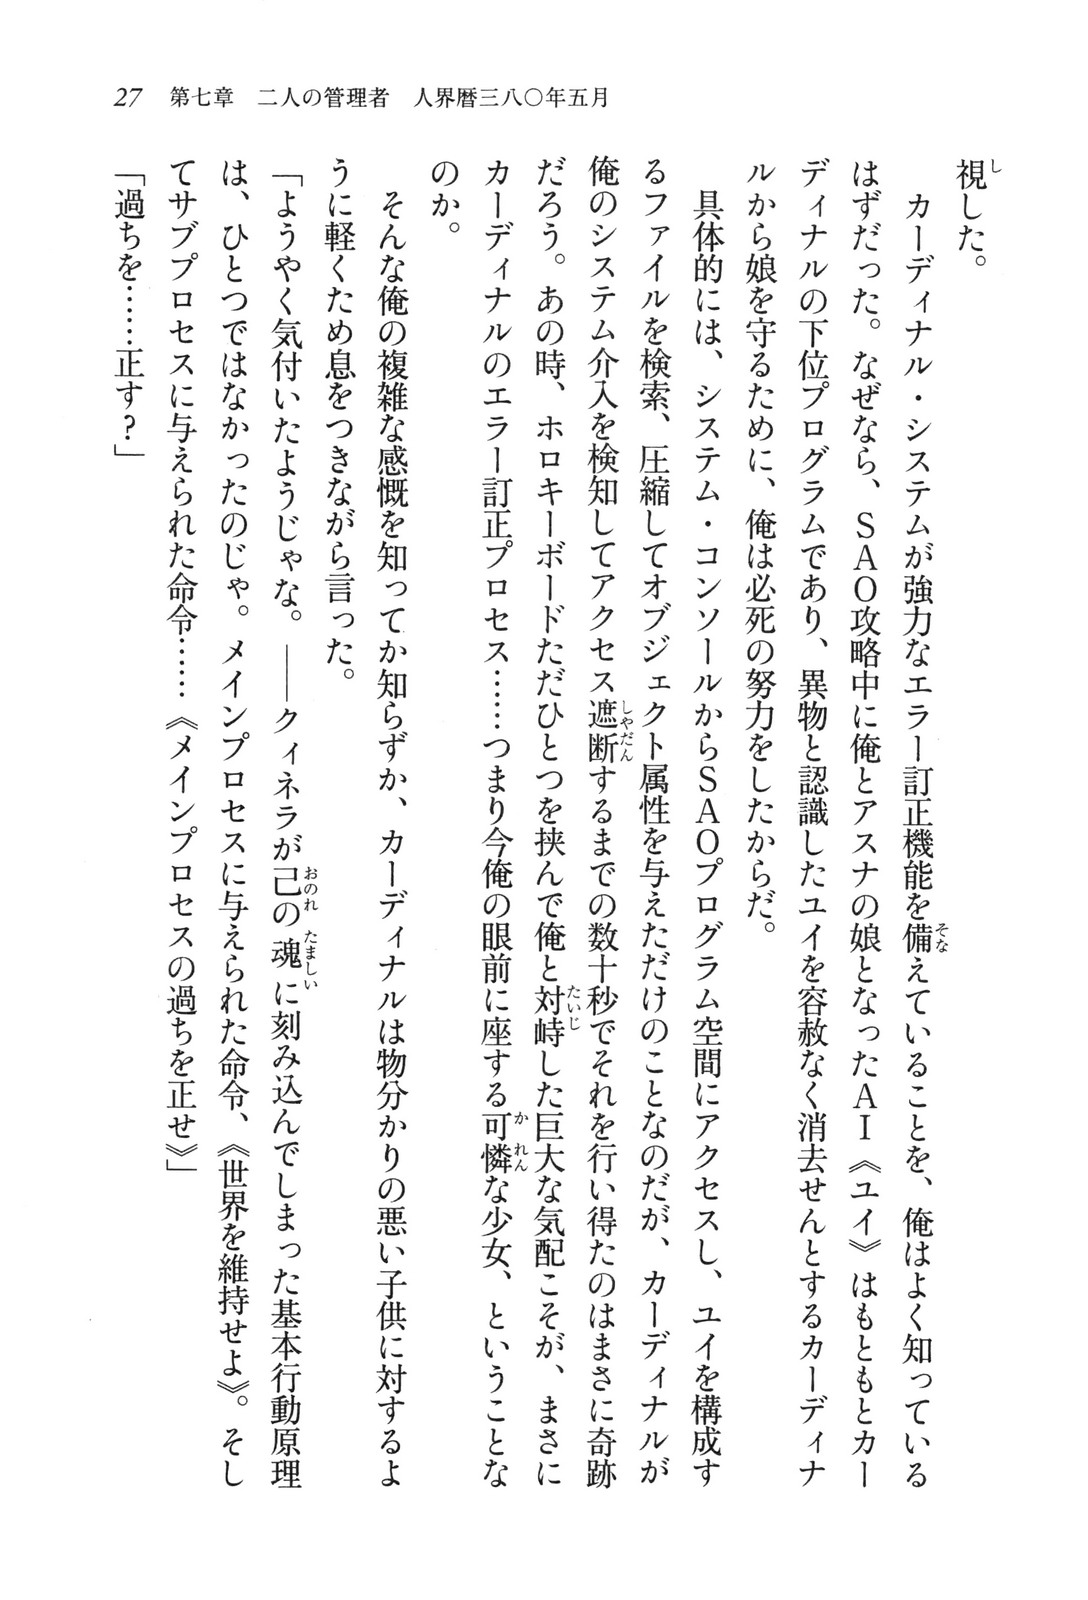 27　第七章　二人の管理者　人界暦三八〇年五月
視した。
　カーディナル・システムが強力なエラー訂正機能を備えていることを、俺はよく知っている
はずだった。なぜなら、ＳＡＯ攻略中に俺とアスナの娘となったＡＩ《ユイ》はもともとカー
ディナルの下位プログラムであり、異物と認識したユイを容赦なく消去せんとするカーディナ
ルから娘を守るために、俺は必死の努力をしたからだ。
　具体的には、システム・コンソールからＳＡＯプログラム空間にアクセスし、ユイを構成す
るファイルを検索、圧縮してオブジェクト属性を与えただけのことなのだが、カーディナルが
俺のシステム介入を検知してアクセス遮断するまでの数十秒でそれを行い得たのはまさに奇跡
だろう。あの時、ホロキーボードただひとつを挟んで俺と対峙した巨大な気配こそが、まさに
カーディナルのエラー訂正プロセス……つまり今俺の眼前に座する可憐な少女、ということな
のか。
　そんな俺の複雑な感慨を知ってか知らずか、カーディナルは物分かりの悪い子供に対するよ
うに軽くため息をつきながら言った。
「ようやく気付いたようじゃな。――クィネラが己の魂に刻み込んでしまった基本行動原理
は、ひとつではなかったのじゃ。メインプロセスに与えられた命令、《世界を維持せよ》。そし
てサブプロセスに与えられた命令……《メインプロセスの過ちを正せ》」
「過ちを……正す？」